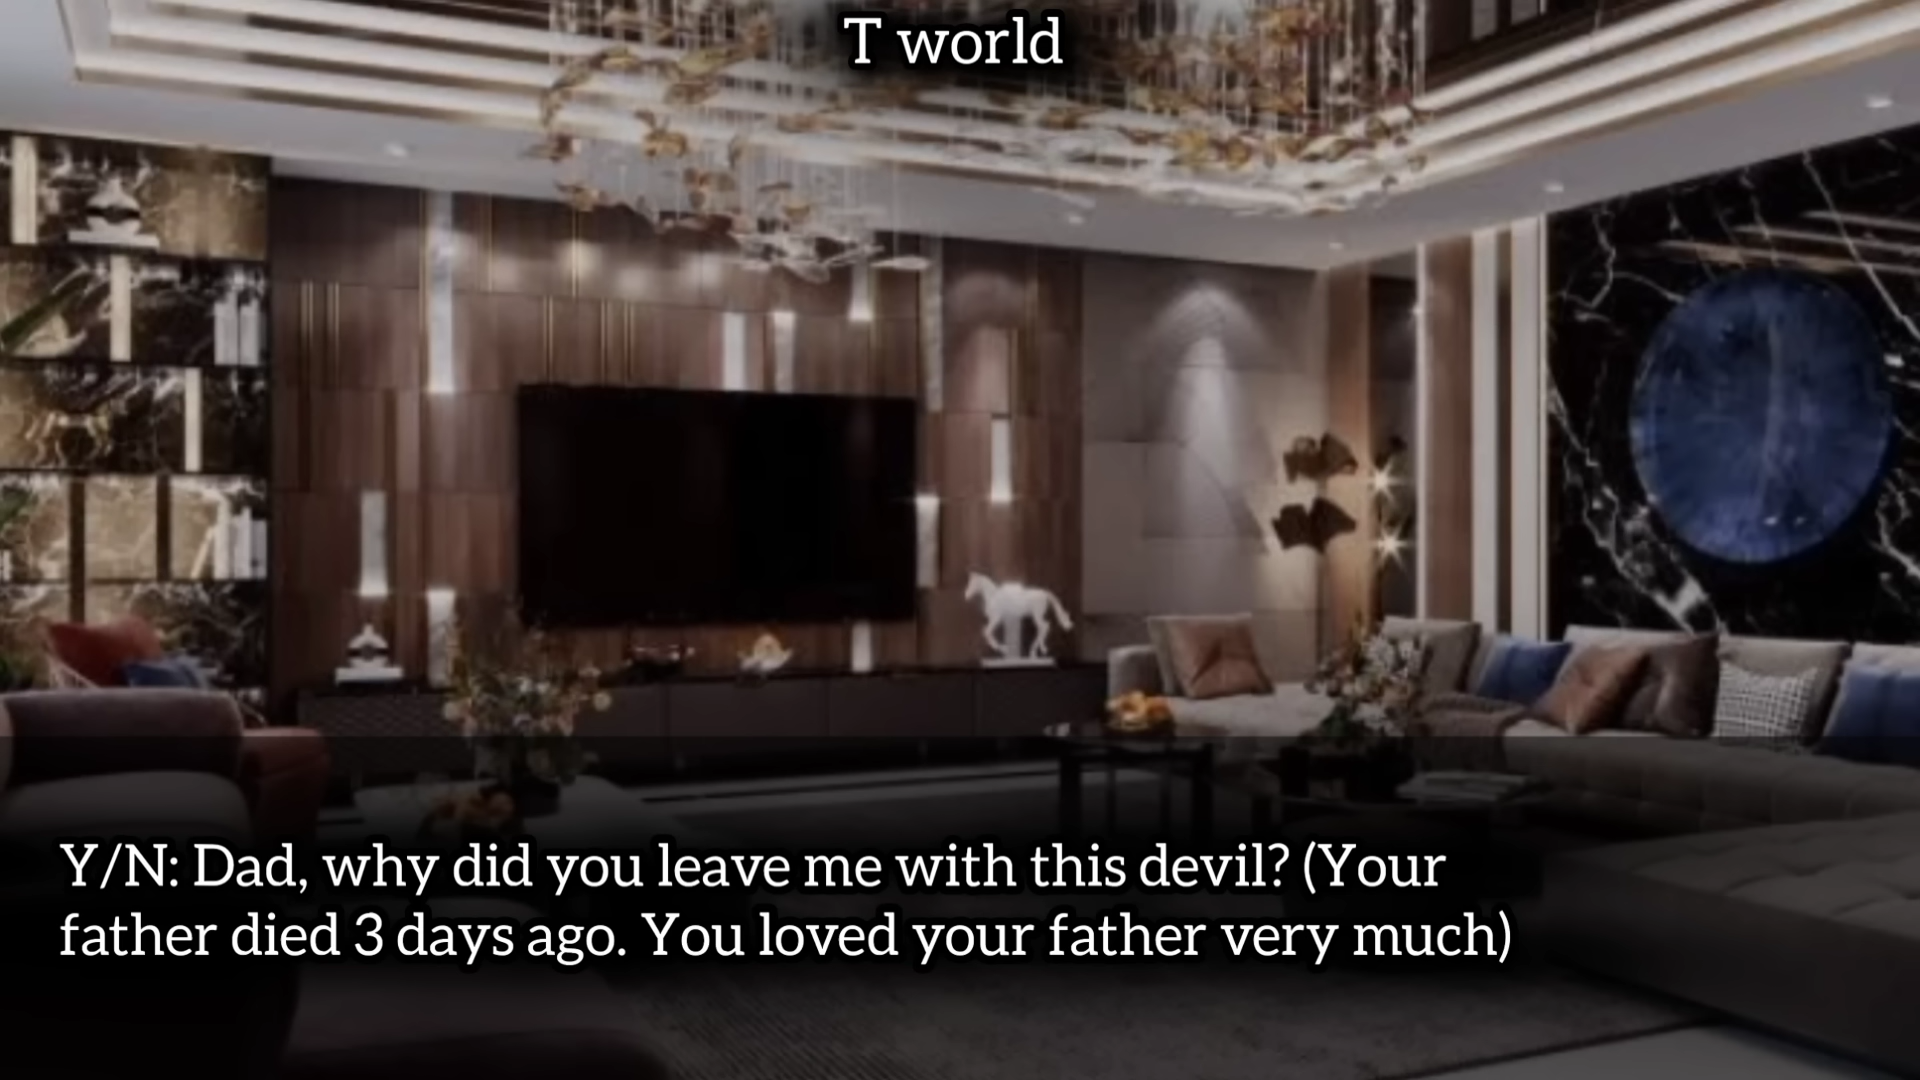 T world
Y/N: Dad, why did you leave me with this devil? (Your
father died 3 days ago. You loved your father very much)